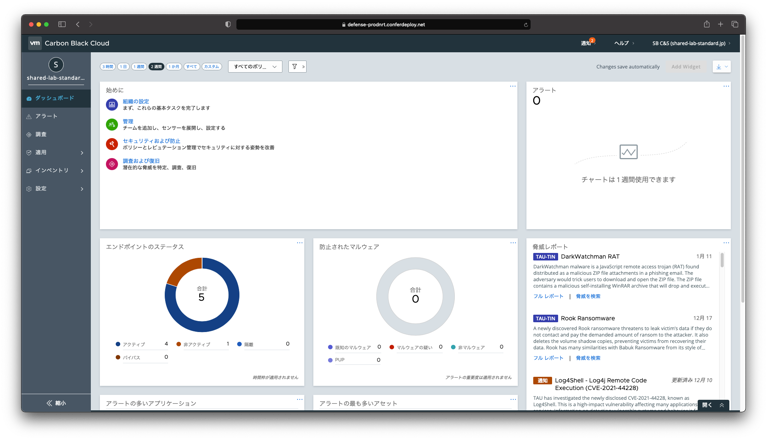 defense-prodnrt.conferdeploy.net
vm Carbon Black Cloud
通知
ヘルプ
SB C&S (shared-lab-standard.jp)
S
shared-lab-standar...
ダッシュボード
アラート
調査
適用
インベントリ
設定
縮小
3 時間
1 日
1 週間
2 週間
1 か月
すべて
カスタム
すべてのポリ...
Changes save automatically
Add Widget
始めに
組織の設定
まず、これらの基本タスクを完了します
管理
チームを追加し、センサーを展開し、設定する
セキュリティおよび防止
ポリシーとレピュテーション管理でセキュリティに対する姿勢を改善
調査および復旧
潜在的な脅威を特定、調査、復旧
アラート
0
チャートは 1 週間使用できます
エンドポイントのステータス
合計
5
アクティブ 4
非アクティブ 1
隔離 0
バイパス 0
時間枠が適用されません
防止されたマルウェア
合計
0
既知のマルウェア 0
マルウェアの疑い 0
非マルウェア 0
PUP 0
アラートの重要度は適用されません
脅威レポート
TAU-TIN DarkWatchman RAT 1月 11
DarkWatchman malware is a JavaScript remote access trojan (RAT) found
distributed as a malicious ZIP file attachments in a phishing email. The
adversary would trick users to download and open the ZIP file. The ZIP file
contains a malicious self-installing WinRAR archive that will drop and execut...
フル レポート | 脅威を検索
TAU-TIN Rook Ransomware 12月 17
A newly discovered Rook ransomware threatens to leak victim's data if they do
not contact and pay the demanded amount of ransom to the attacker. It also
deletes the volume shadow copies, preventing victims from recovering their
data. Rook has many similarities with Babuk Ransomware from its style of...
フル レポート | 脅威を検索
通知 Log4Shell - Log4j Remote Code
Execution (CVE-2021-44228)
更新済み 12月 10
TAU has investigated the newly disclosed CVE-2021-44228, known as
Log4Shell. This is a high-impact vulnerability affecting many applications
開く
アラートの多いアプリケーション
アラートの最も多いアセット